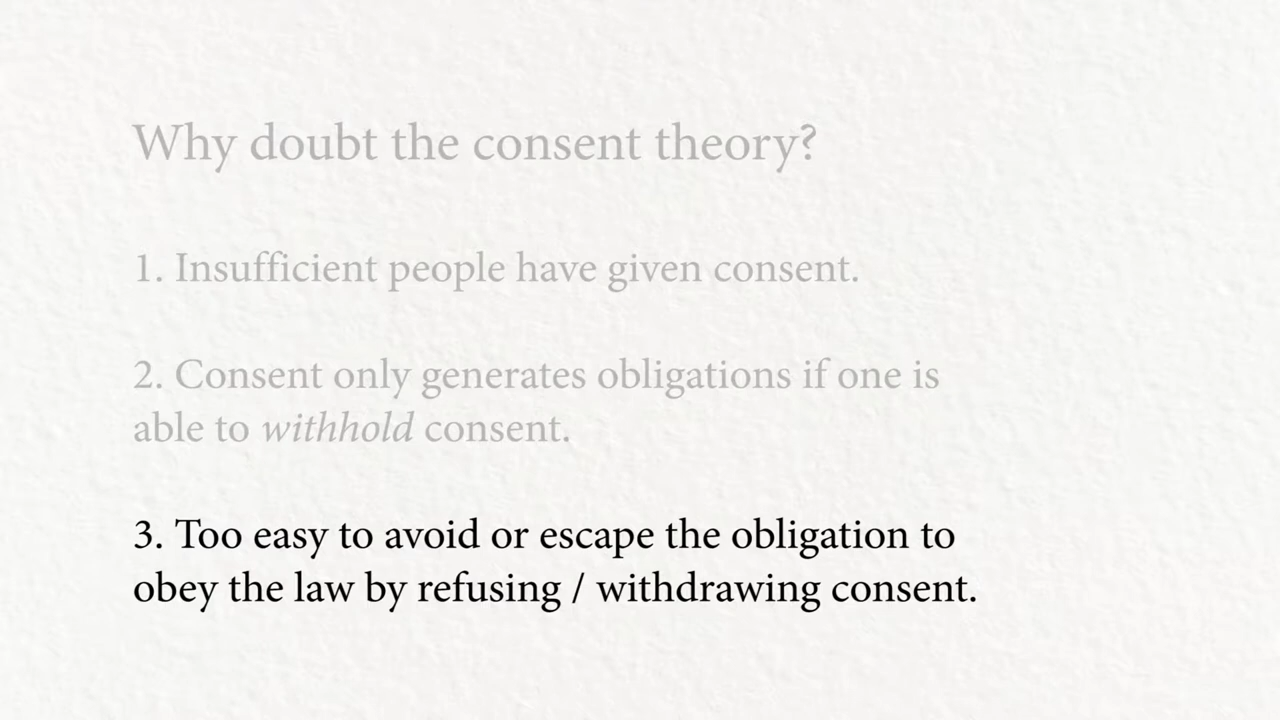 Why doubt the consent theory?
1. Insufficient people have given consent.
2. Consent only generates obligations if one is
able to withhold consent.
3. Too easy to avoid or escape the obligation to
obey the law by refusing / withdrawing consent.